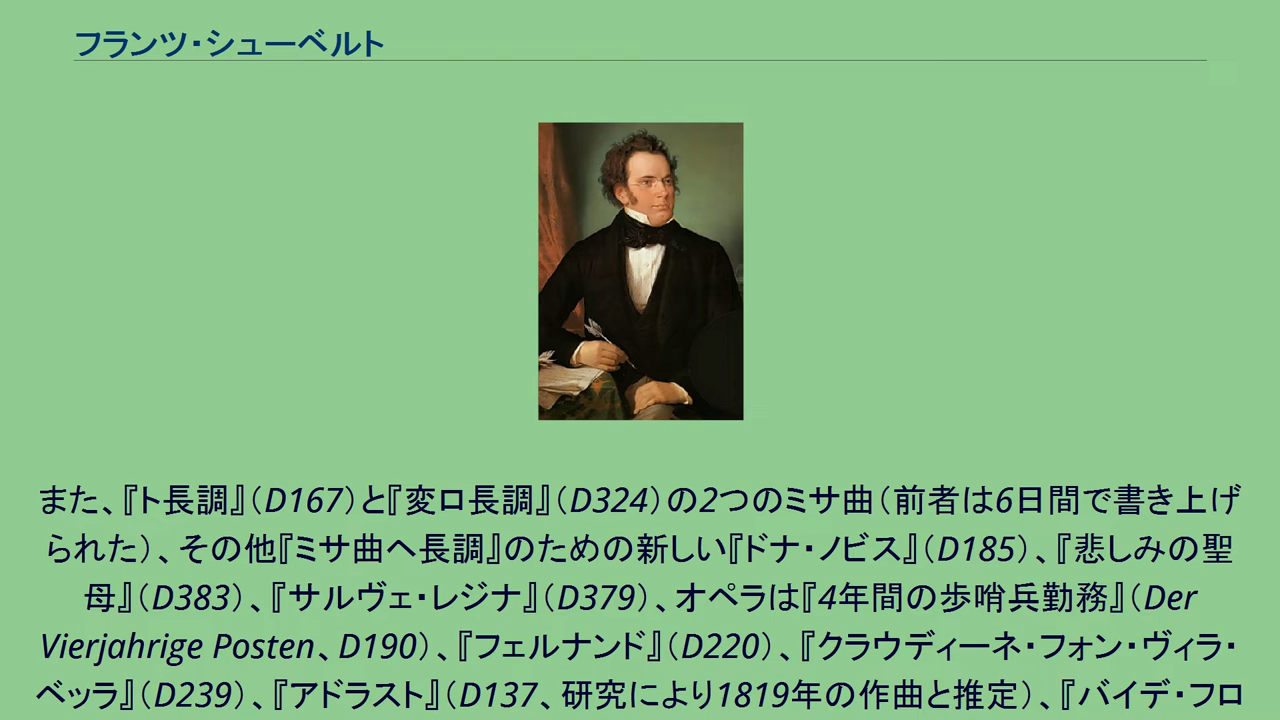 フランツ・シューベルト
また、『ト長調』（D167）と『変ロ長調』（D324）の2つのミサ曲（前者は6日間で書き上げ
られた）、その他『ミサ曲ヘ長調』のための新しい『ドナ・ノビス』（D185）、『悲しみの聖
母』（D383）、『サルヴェ・レジナ』（D379）、オペラは『4年間の歩哨兵勤務』（Der
Vierjahrige Posten、D190）、『フェルナンド』（D220）、『クラウディーネ・フォン・ヴィラ・
ベッラ』（D239）、『アドラスト』（D137、研究により1819年の作曲と推定）、『バイデ・フロ